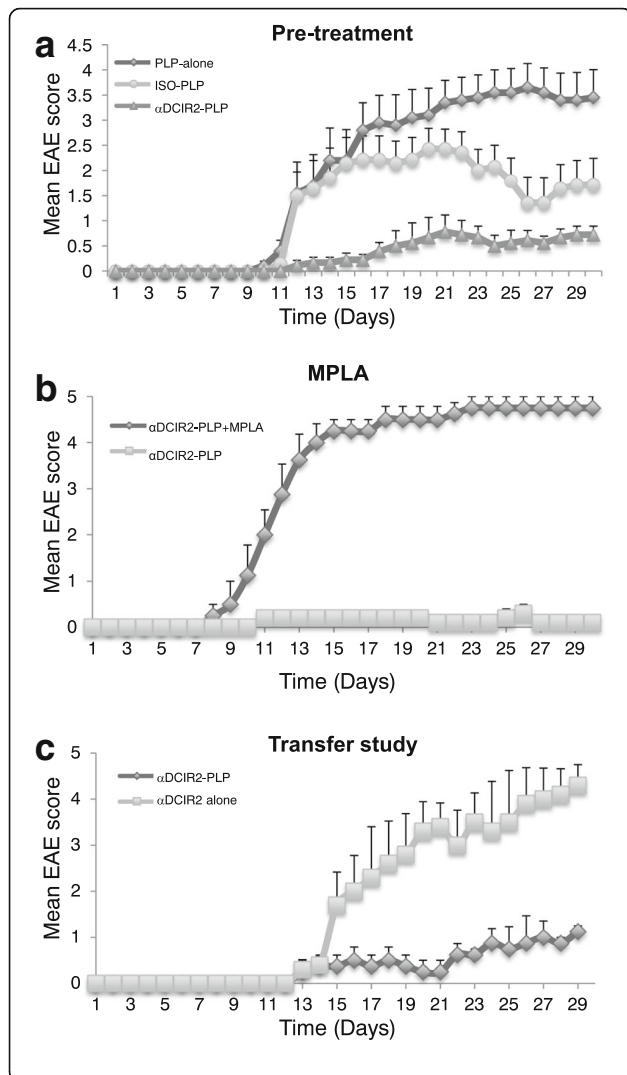 a
Pre-treatment
4.5
4
3.5
3
2.5
2
1.5
1
0.5
0
Mean EAE score
PLP-alone
ISO-PLP
αDCIR2-PLP
1 3 5 7 9 11 13 15 17 19 21 23 25 27 29
Time (Days)
b
MPLA
5
4
3
2
1
0
Mean EAE score
αDCIR2-PLP+MPLA
αDCIR2-PLP
1 3 5 7 9 11 13 15 17 19 21 23 25 27 29
Time (Days)
c
Transfer study
5
4
3
2
1
0
Mean EAE score
αDCIR2-PLP
αDCIR2 alone
1 3 5 7 9 11 13 15 17 19 21 23 25 27 29
Time (Days)